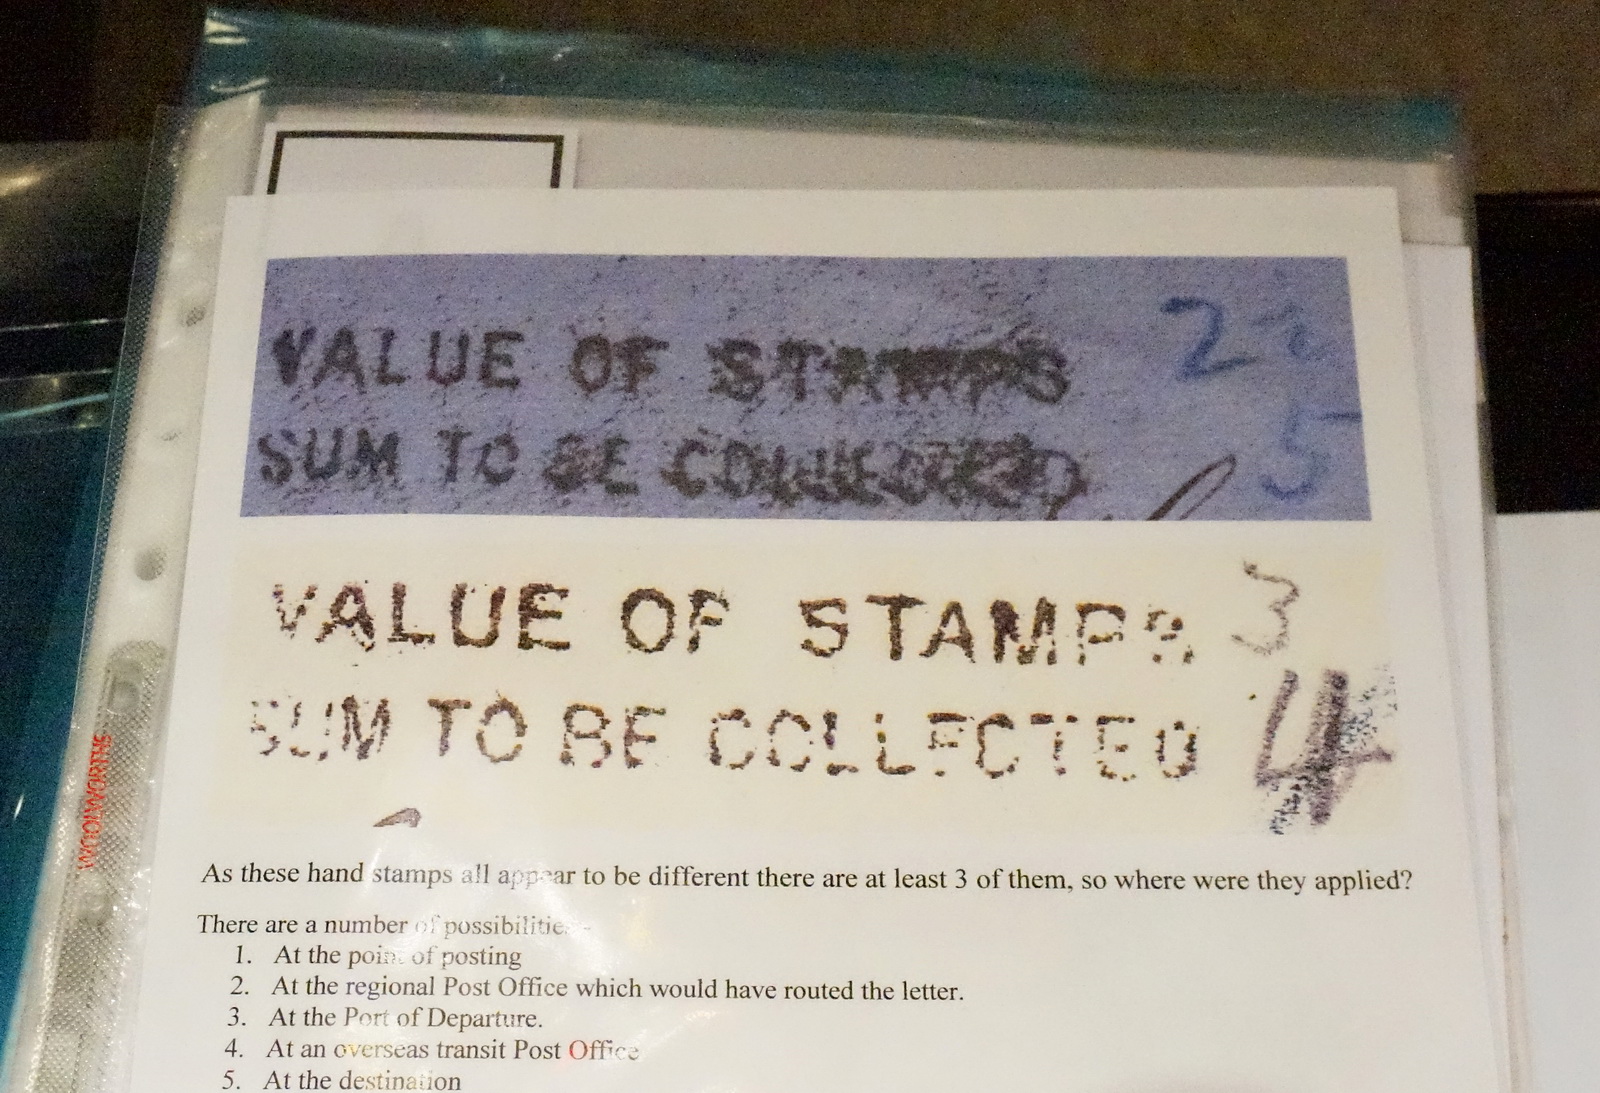 VALUE OF STAMPS 2
SUM TO BE COLLECTED 5
VALUE OF STAMPS 3
SUM TO BE COLLECTED 4
WOOLWORTHS
As these hand stamps all appear to be different there are at least 3 of them, so where were they applied?
There are a number of possibilities -
1. At the point of posting
2. At the regional Post Office which would have routed the letter.
3. At the Port of Departure.
4. At an overseas transit Post Office
5. At the destination